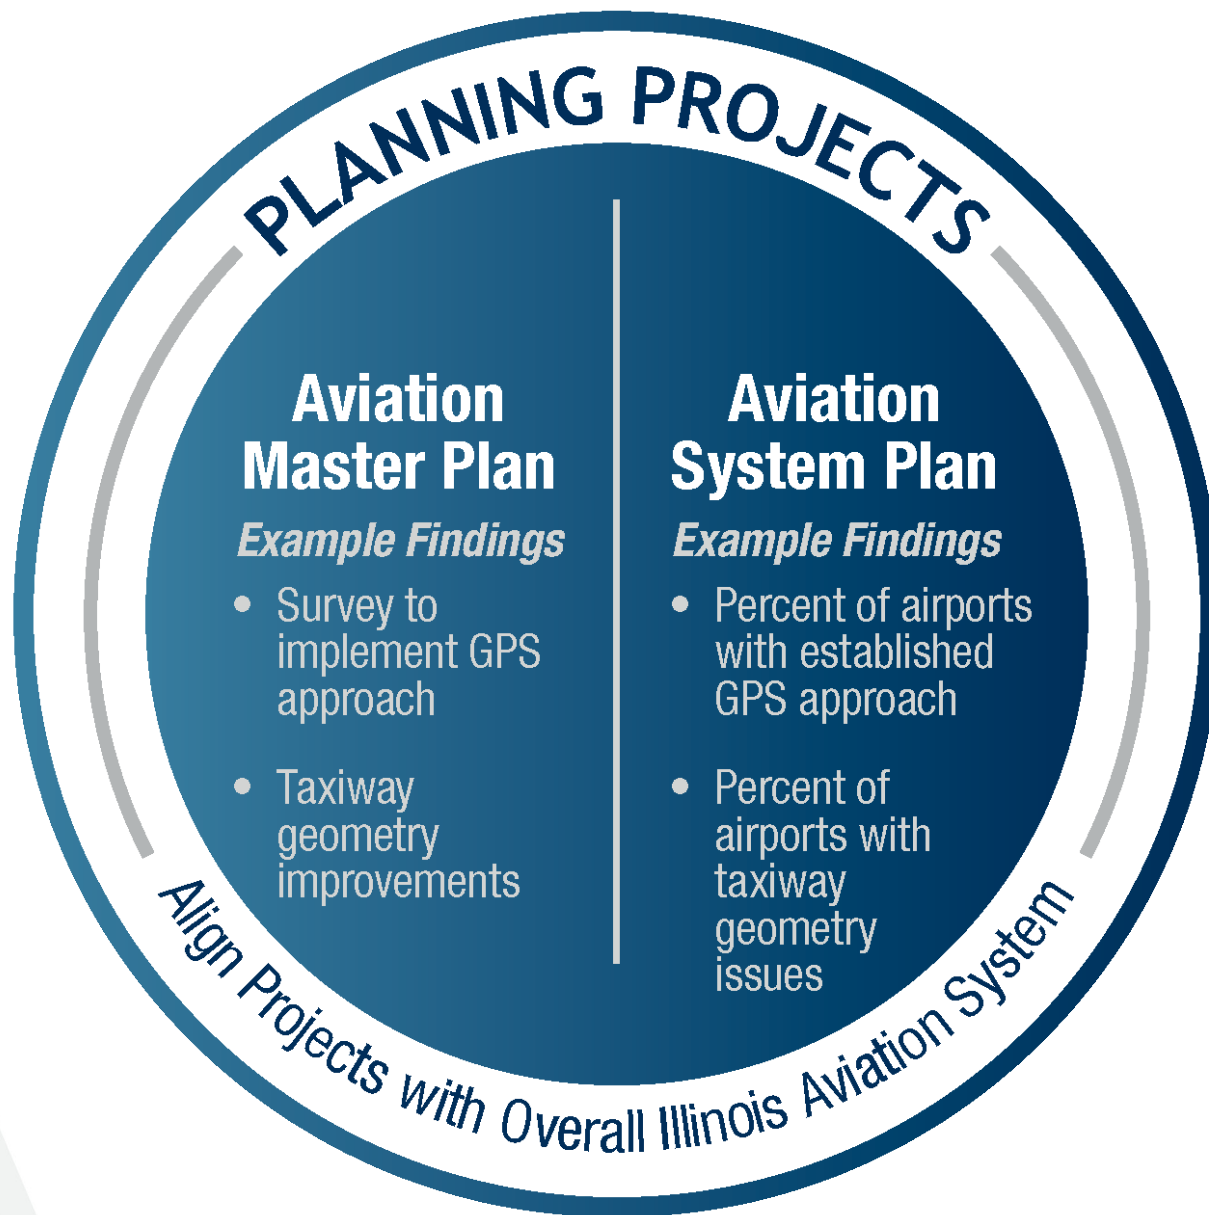 PLANNING PROJECTS
Aviation
Master Plan
Example Findings
• Survey to
implement GPS
approach
• Taxiway
geometry
improvements
Aviation
System Plan
Example Findings
• Percent of airports
with established
GPS approach
• Percent of
airports with
taxiway
geometry
issues
Align Projects with Overall Illinois Aviation System